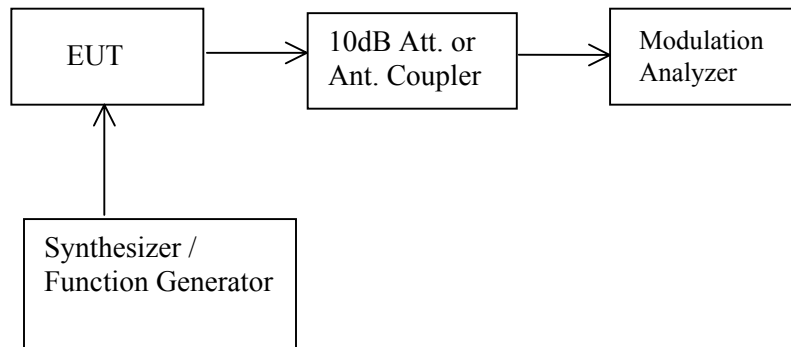 EUT
10dB Att. or
Ant. Coupler
Modulation
Analyzer
Synthesizer /
Function Generator